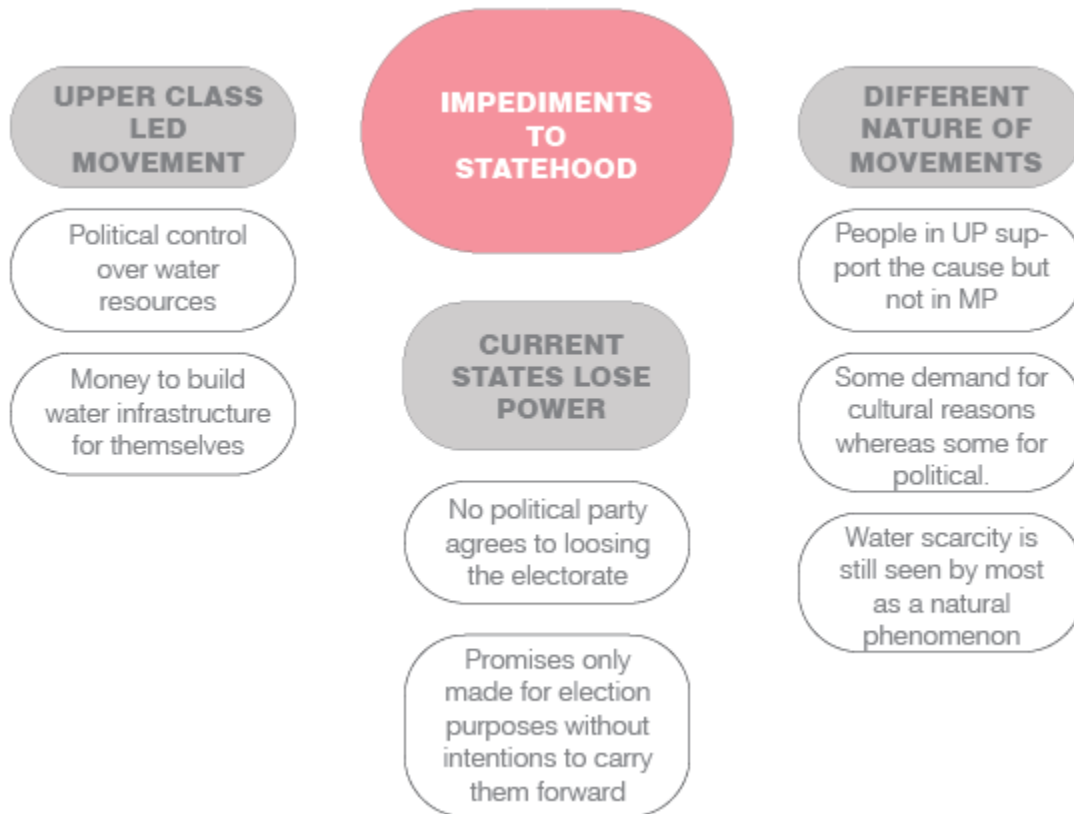 IMPEDIMENTS
TO
STATEHOOD
UPPER CLASS
LED
MOVEMENT
Political control
over water
resources
Money to build
water infrastructure
for themselves
CURRENT
STATES LOSE
POWER
No political party
agrees to loosing
the electorate
Promises only
made for election
purposes without
intentions to carry
them forward
DIFFERENT
NATURE OF
MOVEMENTS
People in UP sup-
port the cause but
not in MP
Some demand for
cultural reasons
whereas some for
political.
Water scarcity is
still seen by most
as a natural
phenomenon